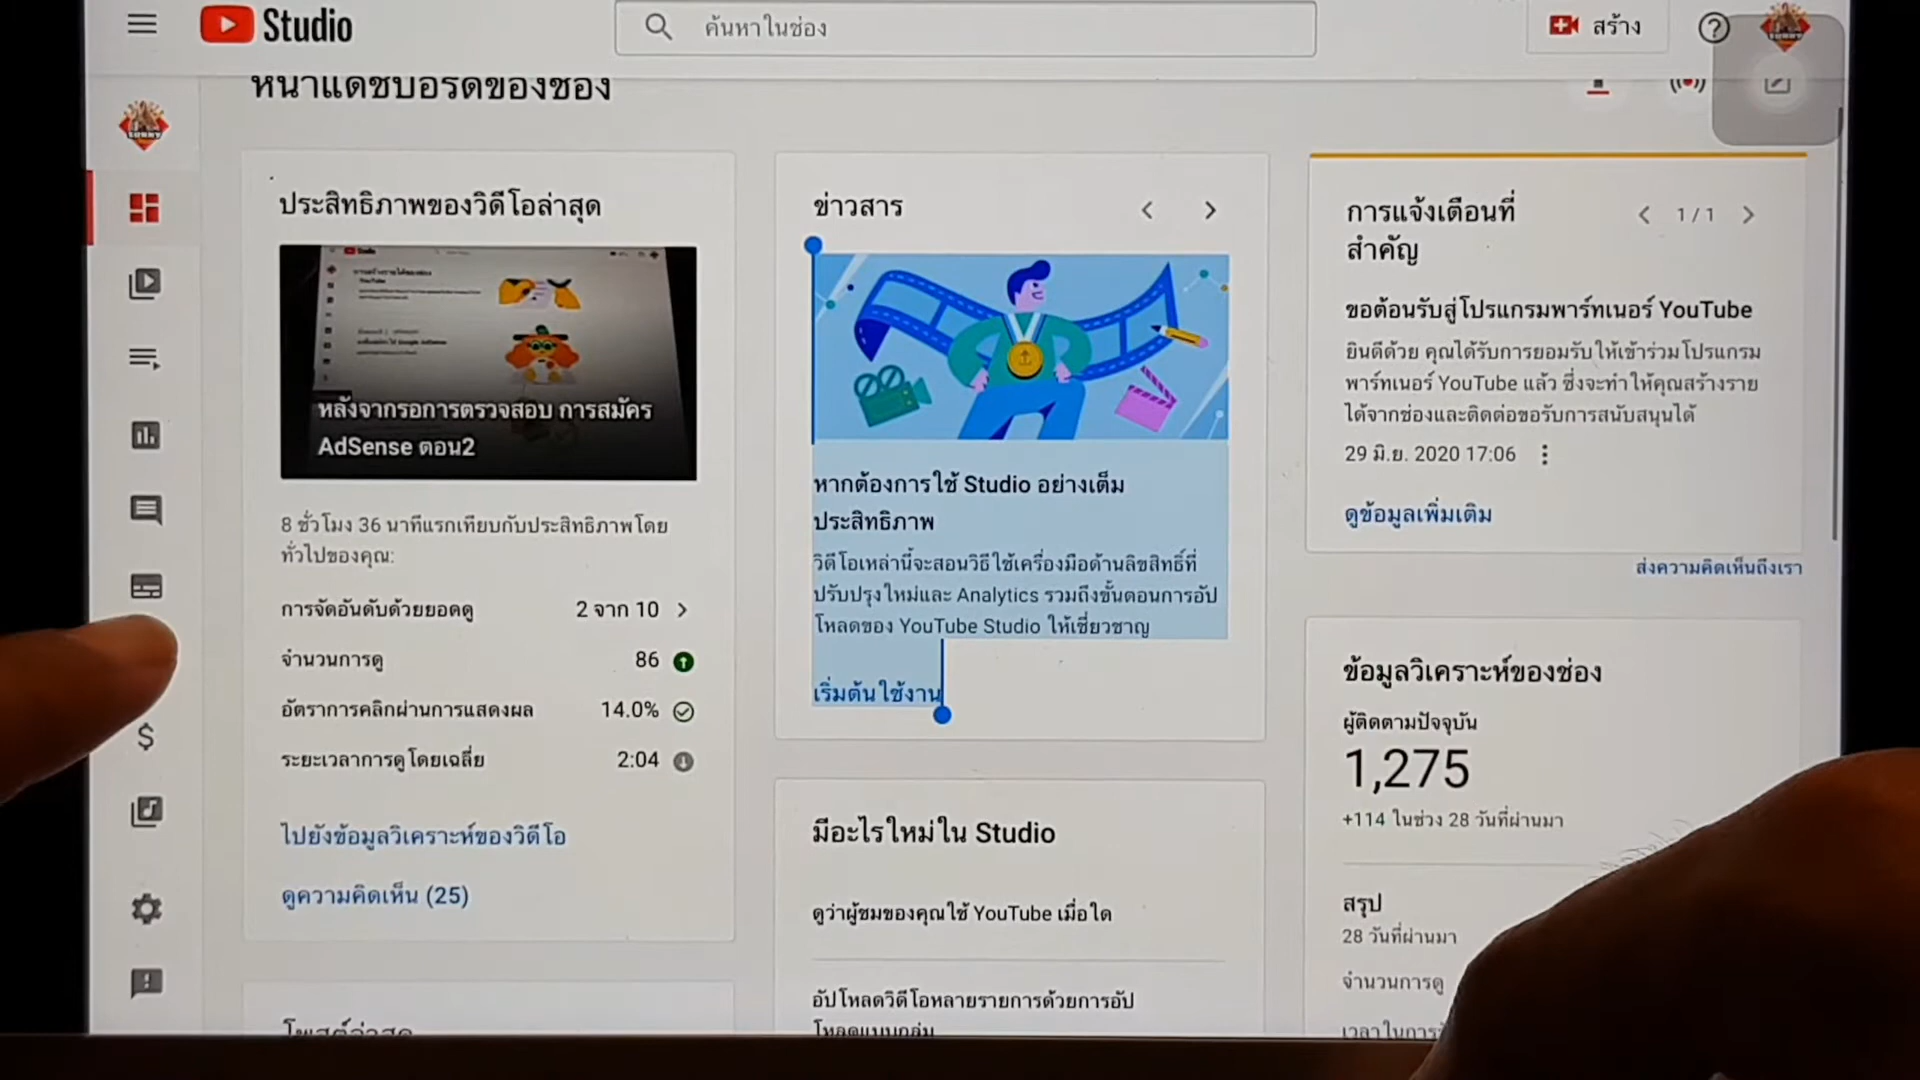 Studio
ค้นหาในช่อง
สร้าง
หน้าแดชบอร์ดของช่อง
ประสิทธิภาพของวิดีโอล่าสุด
หลังจากรอการตรวจสอบ การสมัคร
AdSense ตอน2
8 ชั่วโมง 36 นาทีแรกเทียบกับประสิทธิภาพโดย
ทั่วไปของคุณ:
การจัดอันดับด้วยยอดดู 2 จาก 10
จำนวนการดู 86
อัตราการคลิกผ่านการแสดงผล 14.0%
ระยะเวลาการดูโดยเฉลี่ย 2:04
ไปยังข้อมูลวิเคราะห์ของวิดีโอ
ดูความคิดเห็น (25)
โพสต์ล่าสุด
ข่าวสาร
หากต้องการใช้ Studio อย่างเต็ม
ประสิทธิภาพ
วิดีโอเหล่านี้จะสอนวิธีใช้เครื่องมือด้านลิขสิทธิ์ที่
ปรับปรุงใหม่และ Analytics รวมถึงขั้นตอนการอัป
โหลดของ YouTube Studio ให้เชี่ยวชาญ
เริ่มต้นใช้งาน
มีอะไรใหม่ใน Studio
ดูว่าผู้ชมของคุณใช้ YouTube เมื่อใด
อัปโหลดวิดีโอหลายรายการด้วยการอัป
โหลดแบบกลุ่ม
การแจ้งเตือนที่
สำคัญ
1 / 1
ขอต้อนรับสู่โปรแกรมพาร์ทเนอร์ YouTube
ยินดีด้วย คุณได้รับการยอมรับให้เข้าร่วมโปรแกรม
พาร์ทเนอร์ YouTube แล้ว ซึ่งจะทำให้คุณสร้างราย
ได้จากช่องและติดต่อขอรับการสนับสนุนได้
29 มิ.ย. 2020 17:06
ดูข้อมูลเพิ่มเติม
ส่งความคิดเห็นถึงเรา
ข้อมูลวิเคราะห์ของช่อง
ผู้ติดตามปัจจุบัน
1,275
+114 ในช่วง 28 วันที่ผ่านมา
สรุป
28 วันที่ผ่านมา
จำนวนการดู